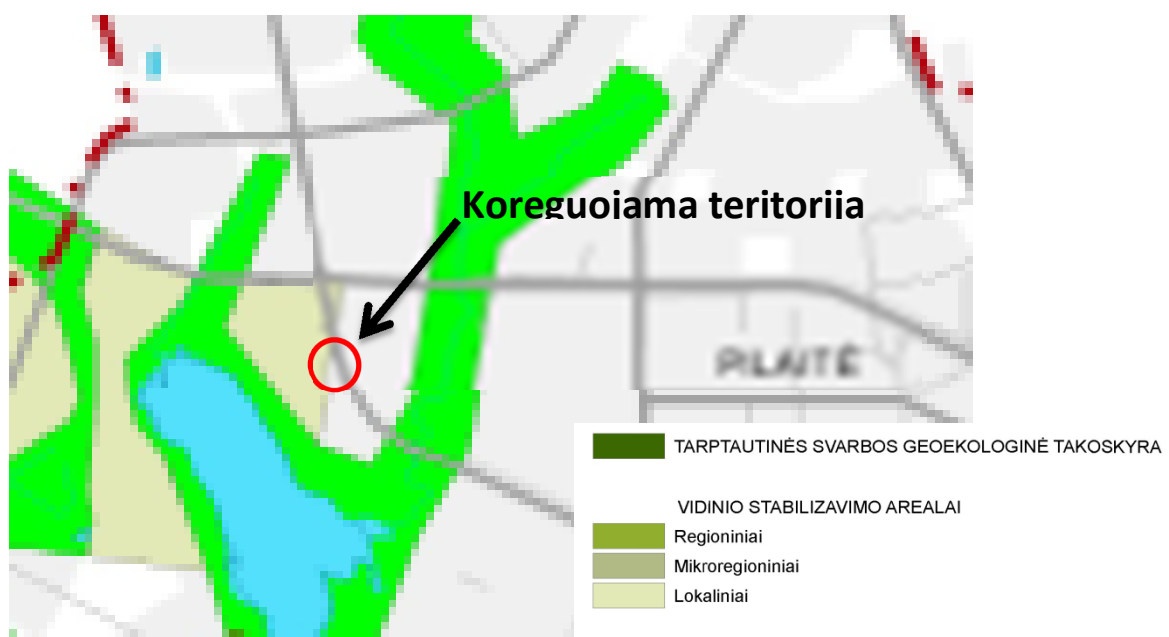 Koreguojama teritorija
PILAITĖ
TARPTAUTINĖS SVARBOS GEOEKOLOGINĖ TAKOSKYRA
VIDINIO STABILIZAVIMO AREALAI
Regioniniai
Mikroregioniniai
Lokaliniai